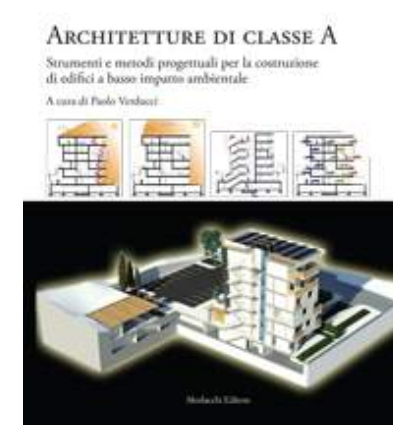 ARCHITETTURE DI CLASSE A
Strumenti e metodi progettuali per la costruzione
di edifici a basso impatto ambientale
A cura di Paolo Verducci
Morlacchi Editore